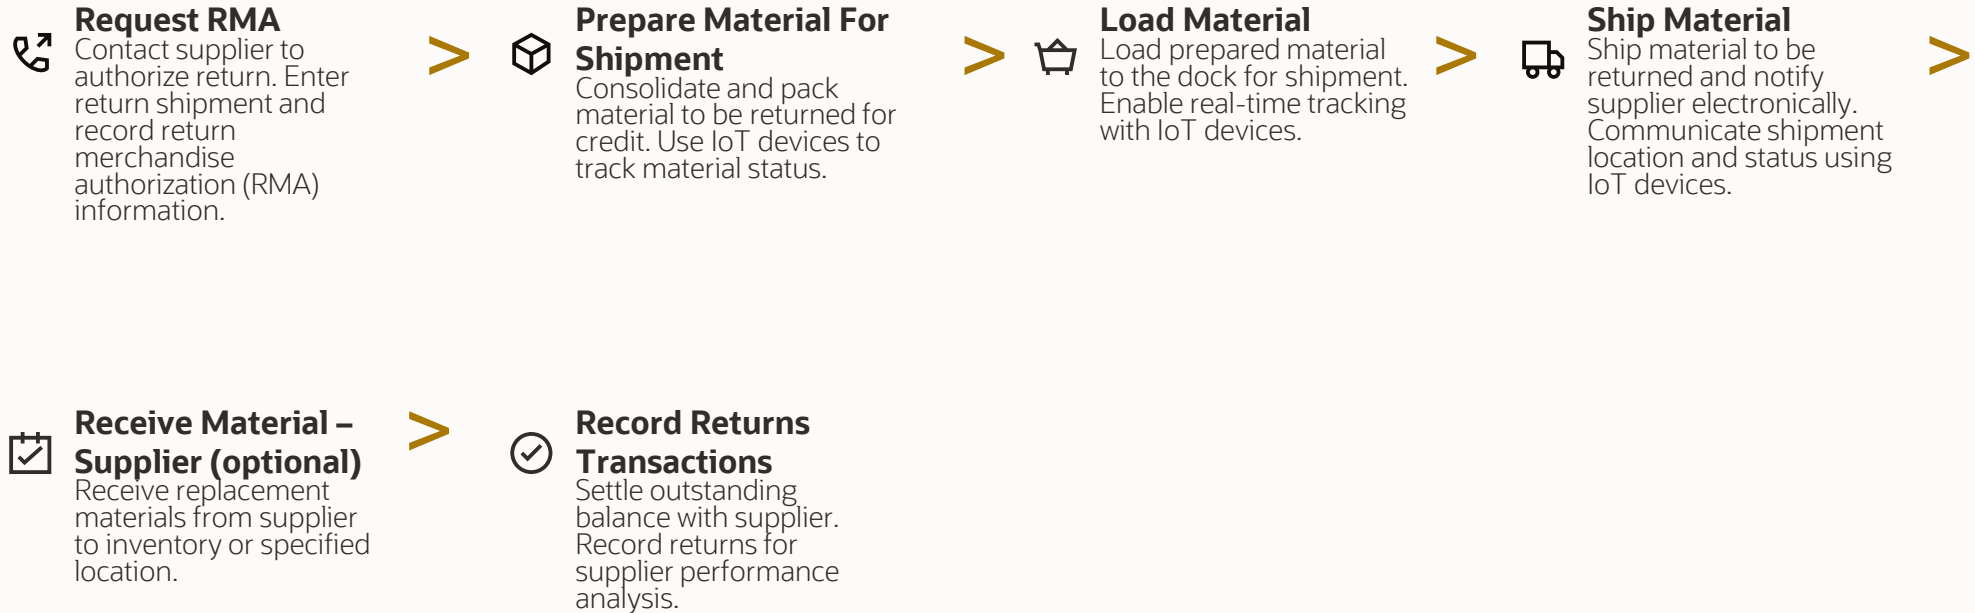 Request RMA
Contact supplier to
authorize return. Enter
return shipment and
record return
merchandise
authorization (RMA)
information.
>
Prepare Material For
Shipment
Consolidate and pack
material to be returned for
credit. Use IoT devices to
track material status.
>
Load Material
Load prepared material
to the dock for shipment.
Enable real-time tracking
with IoT devices.
>
Ship Material
Ship material to be
returned and notify
supplier electronically.
Communicate shipment
location and status using
IoT devices.
>
Receive Material –
Supplier (optional)
Receive replacement
materials from supplier
to inventory or specified
location.
>
Record Returns
Transactions
Settle outstanding
balance with supplier.
Record returns for
supplier performance
analysis.